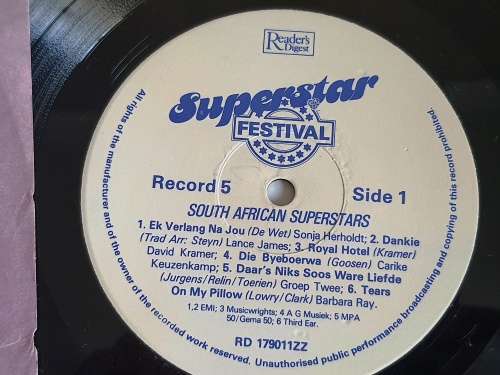 Reader's
Digest
Superstar
FESTIVAL
Record 5 Side 1
SOUTH AFRICAN SUPERSTARS
1. Ek Verlang Na Jou (De Wet) Sonja Herholdt; 2. Dankie
(Trad Arr: Steyn) Lance James; 3. Royal Hotel (Kramer)
David Kramer; 4. Die Byeboerwa (Goosen) Carike
Keuzenkamp; 5. Daar's Niks Soos Ware Liefde
(Jurgens/Relin/Toerien) Groep Twee; 6. Tears
On My Pillow (Lowry/Clark) Barbara Ray.
1,2 EMI; 3 Musicwrights; 4 A G Musiek; 5 MPA
50/Gema 50; 6 Third Ear.
RD 179011ZZ
All rights of the manufacturer and of the owner of the recorded work reserved. Unauthorised public performance broadcasting and copying of this record prohibited.